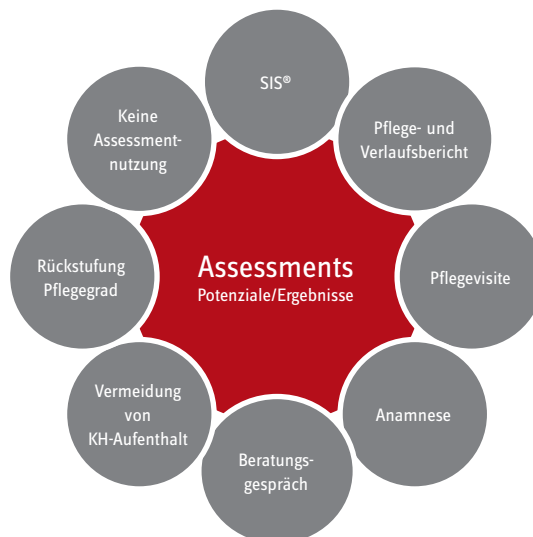 SIS®
Pflege- und
Verlaufsbericht
Pflegevisite
Anamnese
Beratungs-
gespräch
Vermeidung
von
KH-Aufenthalt
Rückstufung
Pflegegrad
Keine
Assessment-
nutzung
Assessments
Potenziale/Ergebnisse